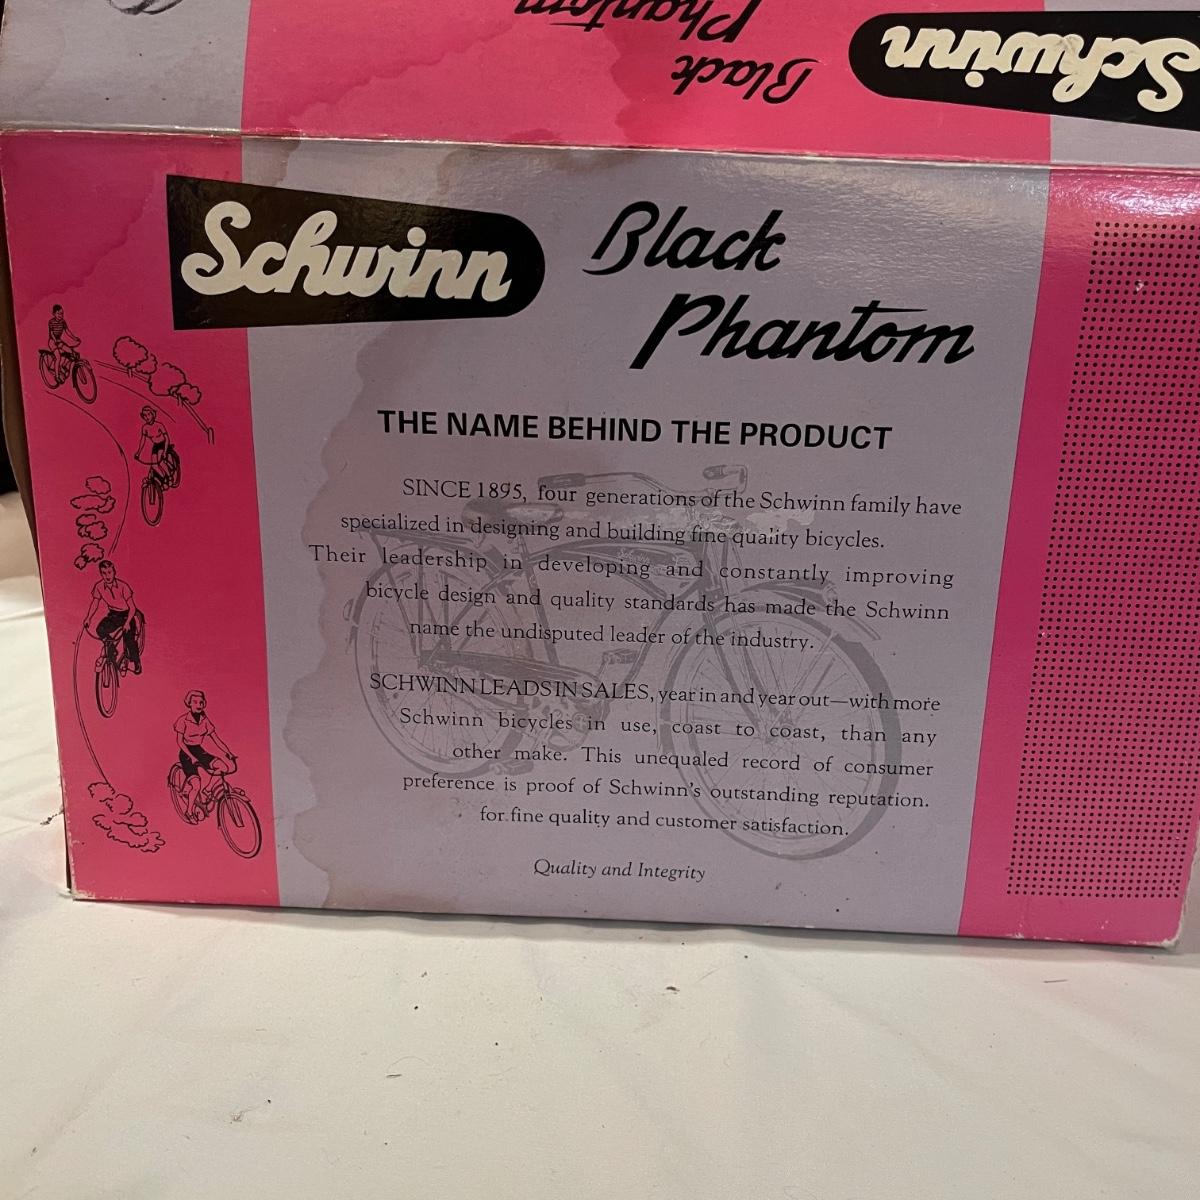 Black
Phantom
Schwinn
Schwinn
Black
Phantom
THE NAME BEHIND THE PRODUCT
SINCE 1895, four generations of the Schwinn family have
specialized in designing and building fine quality bicycles.
Their leadership in developing and constantly improving
bicycle design and quality standards has made the Schwinn
name the undisputed leader of the industry.
SCHWINN LEADS IN SALES, year in and year out—with more
Schwinn bicycles in use, coast to coast, than any
other make. This unequaled record of consumer
preference is proof of Schwinn's outstanding reputation.
for fine quality and customer satisfaction.
Quality and Integrity